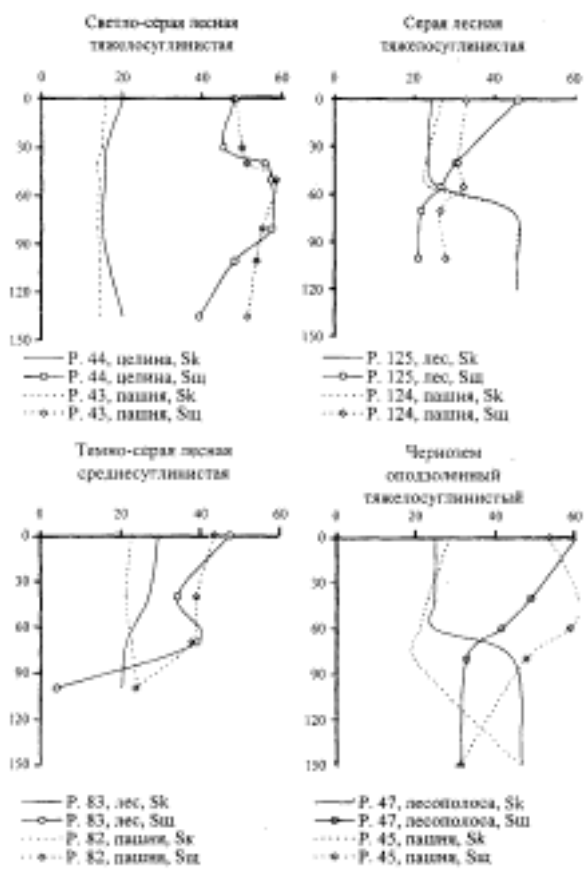 Светло-серая лесная
тяжелосуглинистая
0 20 40 60
0
30
60
90
120
150
Р. 44, целина, Sk
Р. 44, целина, Sщ
Р. 43, пашня, Sk
Р. 43, пашня, Sщ
Серая лесная
тяжелосуглинистая
0 20 40 60
0
30
60
90
120
150
Р. 125, лес, Sk
Р. 125, лес, Sщ
Р. 124, пашня, Sk
Р. 124, пашня, Sщ
Темно-серая лесная
среднесуглинистая
0 20 40 60
0
30
60
90
120
150
Р. 83, лес, Sk
Р. 83, лес, Sщ
Р. 82, пашня, Sк
Р. 82, пашня, Sщ
Чернозем
оподзоленный
тяжелосуглинистый
0 20 40 60
0
30
60
90
120
150
Р. 47, лесополоса, Sk
Р. 47, лесополоса, Sщ
Р. 45, пашня, Sk
Р. 45, пашня, Sщ